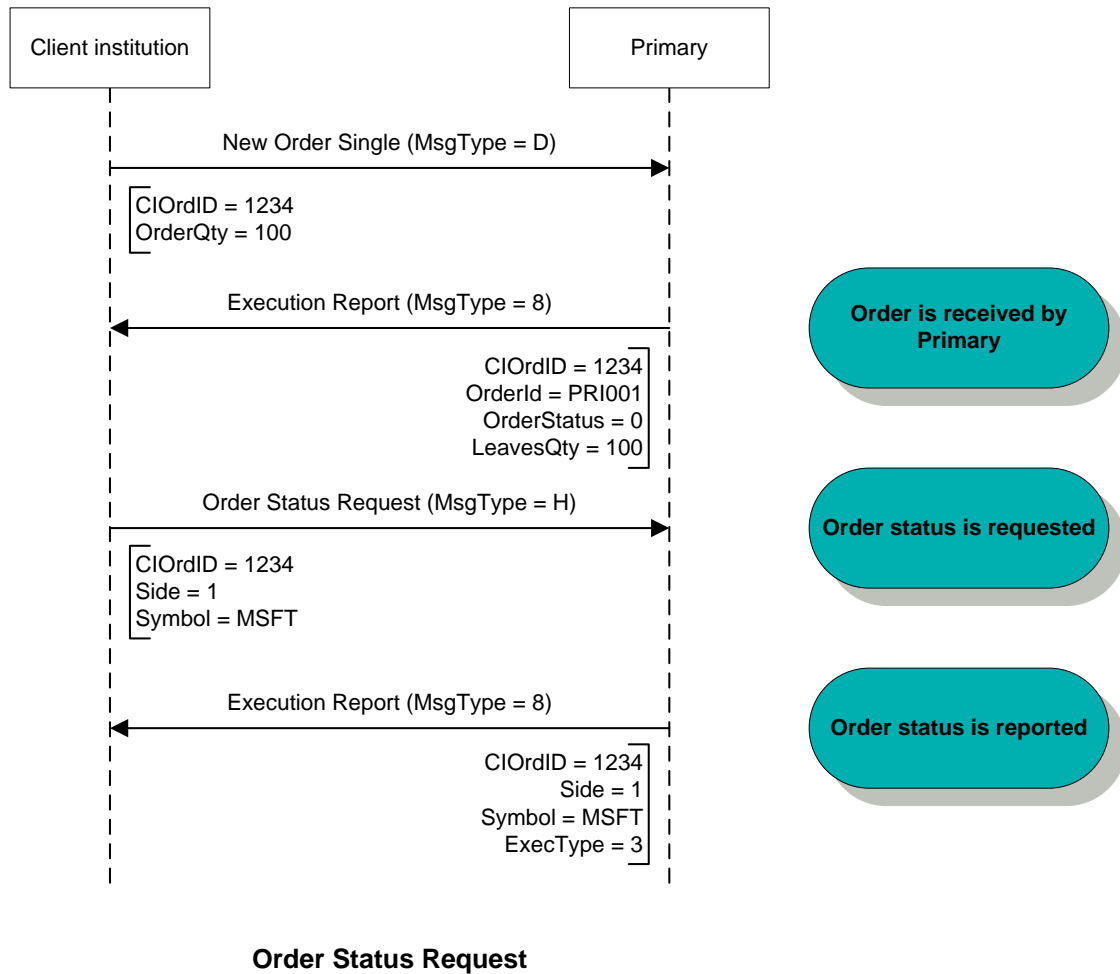 Client institution
Primary
New Order Single (MsgType = D)
ClOrdID = 1234
OrderQty = 100
Execution Report (MsgType = 8)
Order is received by
Primary
ClOrdID = 1234
OrderId = PRI001
OrderStatus = 0
LeavesQty = 100
Order Status Request (MsgType = H)
Order status is requested
ClOrdID = 1234
Side = 1
Symbol = MSFT
Execution Report (MsgType = 8)
Order status is reported
ClOrdID = 1234
Side = 1
Symbol = MSFT
ExecType = 3
Order Status Request